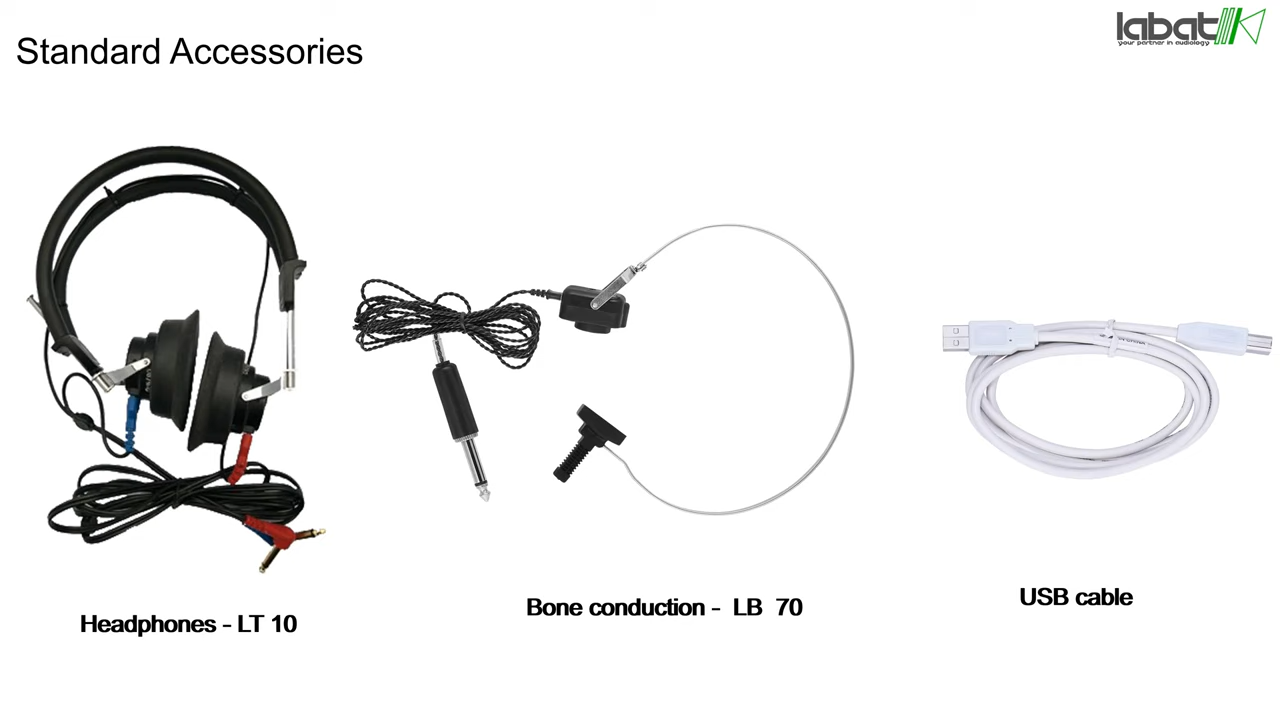 Standard Accessories
labat
your partner in audiology
Headphones - LT 10
Bone conduction - LB 70
USB cable